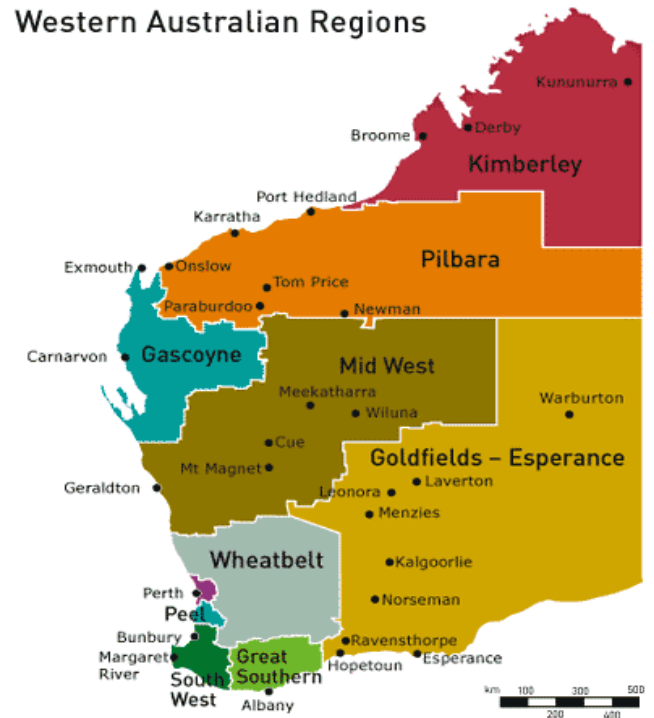 Western Australian Regions
Kununurra
Derby
Broome
Kimberley
Port Hedland
Karratha
Pilbara
Exmouth
Onslow
Tom Price
Paraburdoo
Newman
Carnarvon
Gascoyne
Mid West
Meekatharra
Wiluna
Warburton
Cue
Goldfields – Esperance
Mt Magnet
Laverton
Geraldton
Leonora
Menzies
Wheatbelt
Kalgoorlie
Perth
Norseman
Peel
Bunbury
Ravensthorpe
Margaret
River
Great
Southern
Hopetoun
Esperance
South
West
Albany
km 100 300 500
200 400